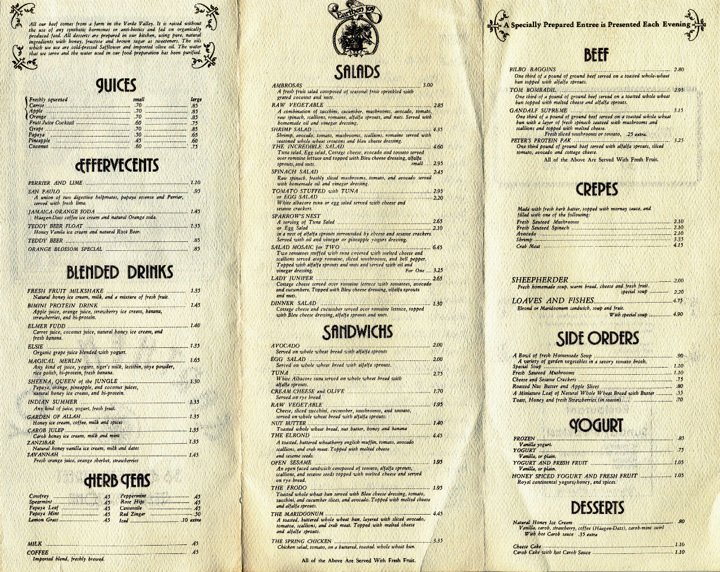 All our beef comes from a farm in the Verde Valley. It is raised without
the use of any synthetic hormones or anti-biotics and fed on organically
produced food. All desserts are prepared in our kitchen, using pure, natural
ingredients with honey, fructose and brown sugar as sweeteners. The oils
which we use are cold-pressed Safflower and imported olive oil. The water
that we serve and the water used in our food preparation has been purified.
JUICES
Freshly squeezed small large
Carrot .70 .85
Apple .70 .85
Orange .70 .85
Fruit Juice Cocktail .60 .75
Grape .70 .85
Papaya .50 .65
Pineapple .45 .60
Coconut .60 .75
EFFERVECENTS
PERRIER AND LIME 1.10
SAN PAULO .95
A union of two digestive bolsmates, papaya essence and Perrier,
served with fresh lime.
JAMAICA-ORANGE SODA 1.45
Häagen-Dazs coffee ice cream and natural Orange soda.
TEDDY BEER FLOAT 1.35
Honey Vanilla ice cream and natural Root Beer.
TEDDY BEER .85
ORANGE BLOSSOM SPECIAL .85
BLENDED DRINKS
FRESH FRUIT MILKSHAKE 1.35
Natural honey ice cream, milk, and a mixture of fresh fruit.
BIMINI PROTEIN DRINK 1.45
Apple juice, orange juice, strawberry ice cream, banana,
strawberries, and bi-protein.
ELMER FUDD 1.40
Carrot juice, coconut juice, natural honey ice cream, and
fresh banana.
ELSIE 1.35
Organic grape juice blended with yogurt.
MAGICAL MERLIN 1.65
Any kind of juice, yogurt, tiger's milk, lecithin, soya powder,
rice polish, bi-protein, fresh banana.
SHEENA, QUEEN of the JUNGLE 1.30
Papaya, orange, pineapple, and coconut juices,
natural honey ice cream, and bi-protein.
INDIAN SUMMER 1.35
Any kind of juice, yogurt, fresh fruit.
GARDEN OF ALLAH 1.35
Honey ice cream, coffee, milk and spices
CAROB JULEP 1.35
Carob honey ice cream, milk and mint
ZANZIBAR 1.35
Natural honey vanilla ice cream, milk and dates
SAVANNAH 1.45
Fresh orange juice, orange sherbet, strawberries
HERB TEAS
Comfrey .45 Peppermint .45
Spearmint .45 Rose Hips .45
Papaya Leaf .45 Camomile .45
Papaya Mint .45 Red Zinger .50
Lemon Grass .45 Iced .10 extra
MILK .45
COFFEE .45
Imported blend, freshly brewed.
SALADS
AMBROSAS 3.00
A fresh fruit salad composed of seasonal fruit sprinkled with
grated coconut and nuts.
RAW VEGETABLE 2.85
A combination of zucchini, cucumber, mushrooms, avocado, tomato,
raw spinach, scallions, romaine, alfalfa sprouts, and nuts. Served with
homemade oil and vinegar dressing.
SHRIMP SALAD 4.35
Shrimp, avocado, tomato, mushrooms, scallions, romaine served with
seasoned whole wheat croutons and bleu cheese dressing.
THE INCREDIBLE SALAD 4.60
Tuna salad, Egg salad, Cottage cheese, avocado and tomato served
over romaine lettuce and topped with Bleu cheese dressing, alfalfa
sprouts, and nuts. small 2.95
SPINACH SALAD 2.45
Raw spinach, freshly sliced mushrooms, tomato, and avocado served
with homemade oil and vinegar dressing.
TOMATO STUFFED with TUNA 2.95
or EGG SALAD 2.20
White albacore tuna or egg salad served with cheese and
sesame crackers.
SPARROW'S NEST
A serving of Tuna Salad 2.65
or Egg Salad 2.10
in a nest of alfalfa sprouts surrounded by cheese and sesame crackers
Served with oil and vinegar or pineapple yogurt dressing.
SALAD MOSAIC for TWO 6.45
Two tomatoes stuffed with tuna covered with melted cheese and
scallions served atop romaine, sliced mushrooms, and bell pepper.
Topped with alfalfa sprouts and nuts and served with oil and
vinegar dressing. For One 3.25
LADY JUNIPER 2.65
Cottage cheese served over romaine lettuce with tomatoes, avocado
and cucumber. Topped with Bleu cheese dressing, alfalfa sprouts
and nuts.
DINNER SALAD 1.30
Cottage cheese and cucumber served over romaine lettuce, topped
with Bleu cheese dressing, alfalfa sprouts, and nuts.
SANDWICHS
AVOCADO 2.00
Served on whole wheat bread with alfalfa sprouts
EGG SALAD 2.00
Served on whole wheat bread with alfalfa sprouts
TUNA 2.75
White Albacore tuna served on whole wheat bread with
alfalfa sprouts.
CREAM CHEESE and OLIVE 1.70
Served on rye bread
RAW VEGETABLE 1.95
Cheese, sliced zucchini, cucumber, mushrooms, and tomato,
served on whole wheat bread with alfalfa sprouts.
NUT BUTTER 1.40
Toasted whole wheat bread, nut butter, honey and banana
THE ELROND 4.45
A toasted, buttered wheatberry english muffin, tomato, avocado
scallions, and crab meat. Topped with melted cheese
and sesame seeds.
OPEN SESAME 1.95
An open faced sandwich composed of tomato, alfalfa sprouts,
scallions, and sesame seeds topped with melted cheese and served
on rye bread.
THE FRODO 1.95
Toasted whole wheat bun served with Bleu cheese dressing, tomato,
zucchini, and cucumber slices, and avocado. Topped with melted cheese
and alfalfa sprouts.
THE MARIDONUM 4.45
A toasted, buttered whole wheat bun, layered with sliced avocado,
tomatoe, scallions, and crab meat. Topped with melted cheese
and alfalfa sprouts.
THE SPRING CHICKEN 3.35
Chicken salad, tomato, on a buttered, toasted, whole wheat bun.
All of the Above Are Served With Fresh Fruit.
A Specially Prepared Entree is Presented Each Evening
BEEF
BILBO BAGGINS 2.80
One third of a pound of ground beef served on a toasted whole-wheat
bun topped with alfalfa sprouts.
TOM BOMBADIL 2.95
One third of a pound of ground beef served on a toasted whole wheat
bun topped with melted cheese and alfalfa sprouts.
GANDALF SUPREME 3.15
One third of a pound of ground beef served on a toasted whole wheat
bun with a layer of fresh spinach sauteed with mushrooms and
scallions and topped with melted cheese.
Fresh sliced mushrooms or tomato, .25 extra.
PETER'S PROTEIN PAK 3.25
One third pound of ground beef served with alfalfa sprouts, sliced
tomato, avocado and cottage cheese.
All of the Above Are Served With Fresh Fruit.
CREPES
Made with fresh herb batter, topped with mornay sauce, and
filled with one of the following:
Fresh Sauteed Mushrooms 2.10
Fresh Sauteed Spinach 2.10
Avocado 2.10
Shrimp 3.35
Crab Meat 4.15
SHEEPHERDER 2.00
Fresh homemade soup, warm bread, cheese and fresh fruit.
special soup 2.20
LOAVES AND FISHES 4.75
Elrond or Maridonum sandwich, soup and fruit.
With special soup 4.90
SIDE ORDERS
A Bowl of fresh Homemade Soup .90
A variety of garden vegetables in a savory tomato broth.
Special Soup 1.10
Fresh Sauteed Mushrooms 1.10
Cheese and Sesame Crackers .75
Roasted Nut Butter and Apple Slices .80
A Miniature Loaf of Natural Whole Wheat Bread with Butter .55
Toast, Honey and fresh Strawberries (in season) .70
YOGURT
FROZEN .85
Vanilla yogurt.
YOGURT .75
Vanilla, or plain.
YOGURT AND FRESH FRUIT 1.05
Vanilla, or plain.
HONEY SPICED YOGURT AND FRESH FRUIT 1.05
Royal continental yogurt-honey, and spices.
DESSERTS
Natural Honey Ice Cream .80
Vanilla, carob, strawberry, coffee (Häagen-Dazs), carob-mint swirl
With hot Carob sauce .35 extra
Cheese Cake 1.10
Carob Cake with hot Carob Sauce 1.10